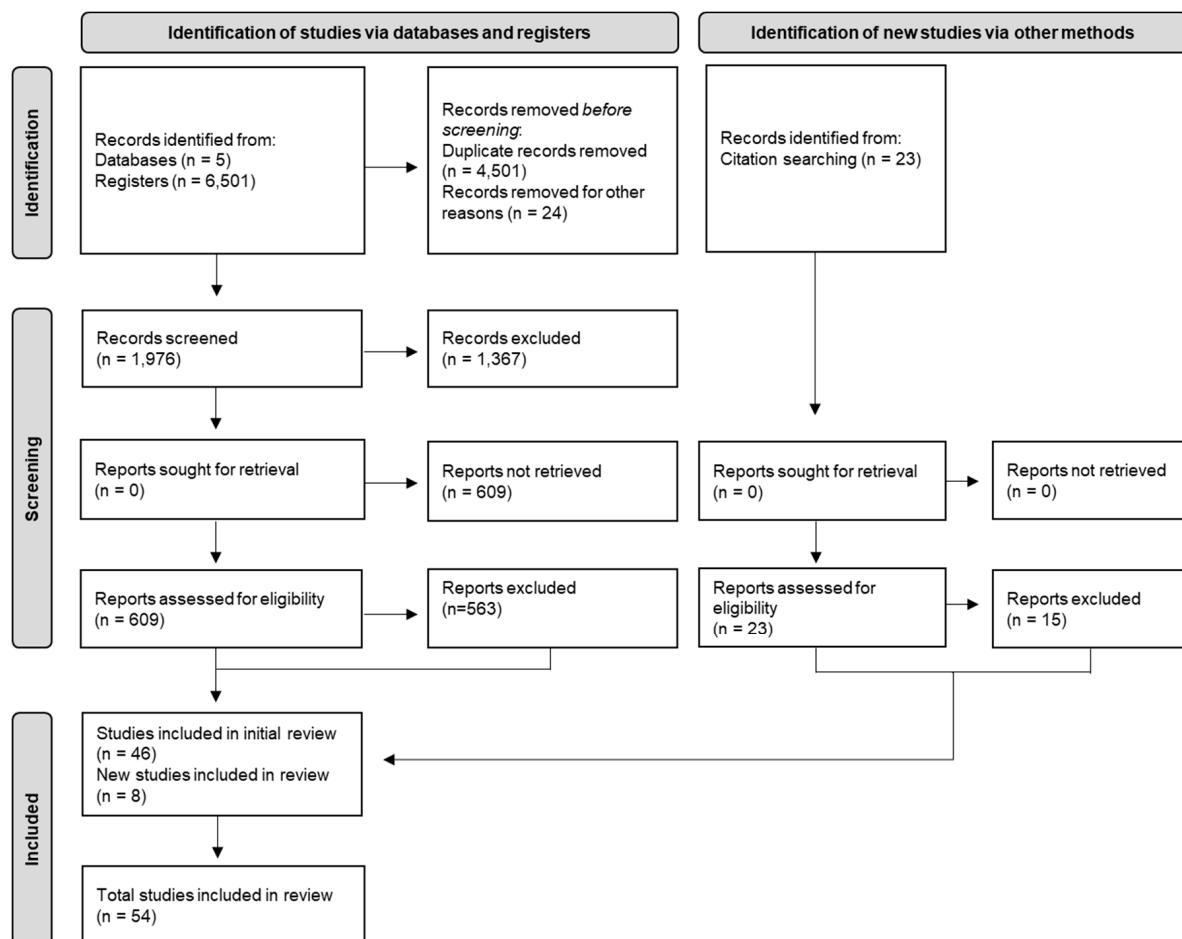 Identification of studies via databases and registers
Identification of new studies via other methods
Identification
Records identified from:
Databases (n = 5)
Registers (n = 6,501)
Records removed before
screening:
Duplicate records removed
(n = 4,501)
Records removed for other
reasons (n = 24)
Records identified from:
Citation searching (n = 23)
Screening
Records screened
(n = 1,976)
Records excluded
(n = 1,367)
Reports sought for retrieval
(n = 0)
Reports not retrieved
(n = 609)
Reports sought for retrieval
(n = 0)
Reports not retrieved
(n = 0)
Reports assessed for eligibility
(n = 609)
Reports excluded
(n=563)
Reports assessed for
eligibility
(n = 23)
Reports excluded
(n = 15)
Included
Studies included in initial review
(n = 46)
New studies included in review
(n = 8)
Total studies included in review
(n = 54)